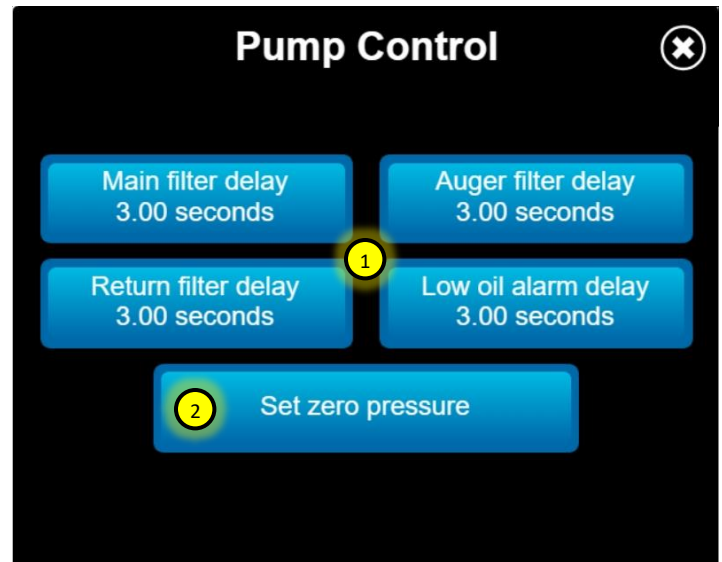 Pump Control
Main filter delay
3.00 seconds
Auger filter delay
3.00 seconds
1
Return filter delay
3.00 seconds
Low oil alarm delay
3.00 seconds
2
Set zero pressure